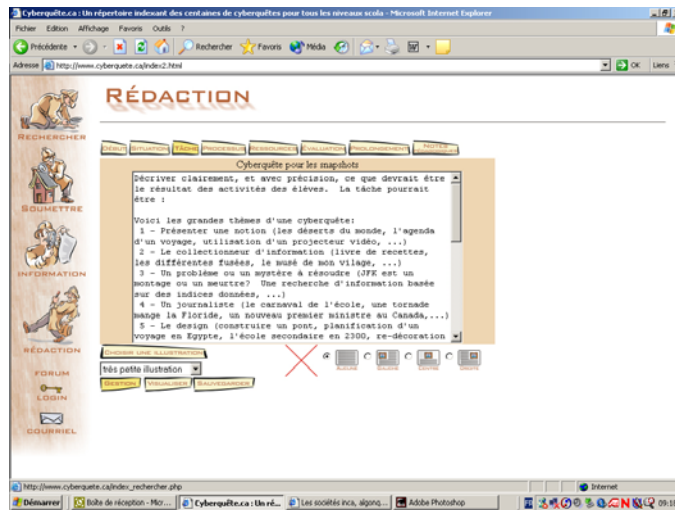 Cyberquête.ca : Un répertoire indexant des centaines de cyberquêtes pour tous les niveaux scola - Microsoft Internet Explorer
Fichier Edition Affichage Favoris Outils ?
Précédente Rechercher Favoris Média
Adresse http://www.cyberquete.ca/index2.html OK Liens
RÉDACTION
RECHERCHER
DÉBUT SITUATION TÂCHE PROCESSUS RESSOURCES ÉVALUATION PROLONGEMENT NOTES
Cyberquête pour les snapshots
Décriver clairement, et avec précision, ce que devrait être
le résultat des activités des élèves. La tâche pourrait
être :
SOUMETTRE
Voici les grandes thèmes d'une cyberquête:
1 - Présenter une notion (les déserts du monde, l'agenda
d'un voyage, utilisation d'un projecteur vidéo, ...)
2 - Le collectionneur d'information (livre de recettes,
les différentes fusées, le musé de mon vilage, ...)
INFORMATION
3 - Un problème ou un mystère à résoudre (JFK est un
montage ou un meurtre? Une recherche d'information basée
sur des indices données, ...)
4 - Un journaliste (le carnaval de l'école, une tornade
mange la Floride, un nouveau premier ministre au Canada,...)
5 - Le design (construire un pont, planification d'un
voyage en Egypte, l'école secondaire en 2300, re-décoration
RÉDACTION
CHOISIR UNE ILLUSTRATION
AUCUNE GAUCHE CENTRE DROITE
très petite illustration
FORUM
GESTION VISUALISER SAUVEGARDER
LOGIN
COURRIEL
http://www.cyberquete.ca/index_rechercher.php Internet
Démarrer Boîte de réception - Micr... Cyberquête.ca : Un ré... Les sociétés inca, algonq... Adobe Photoshop